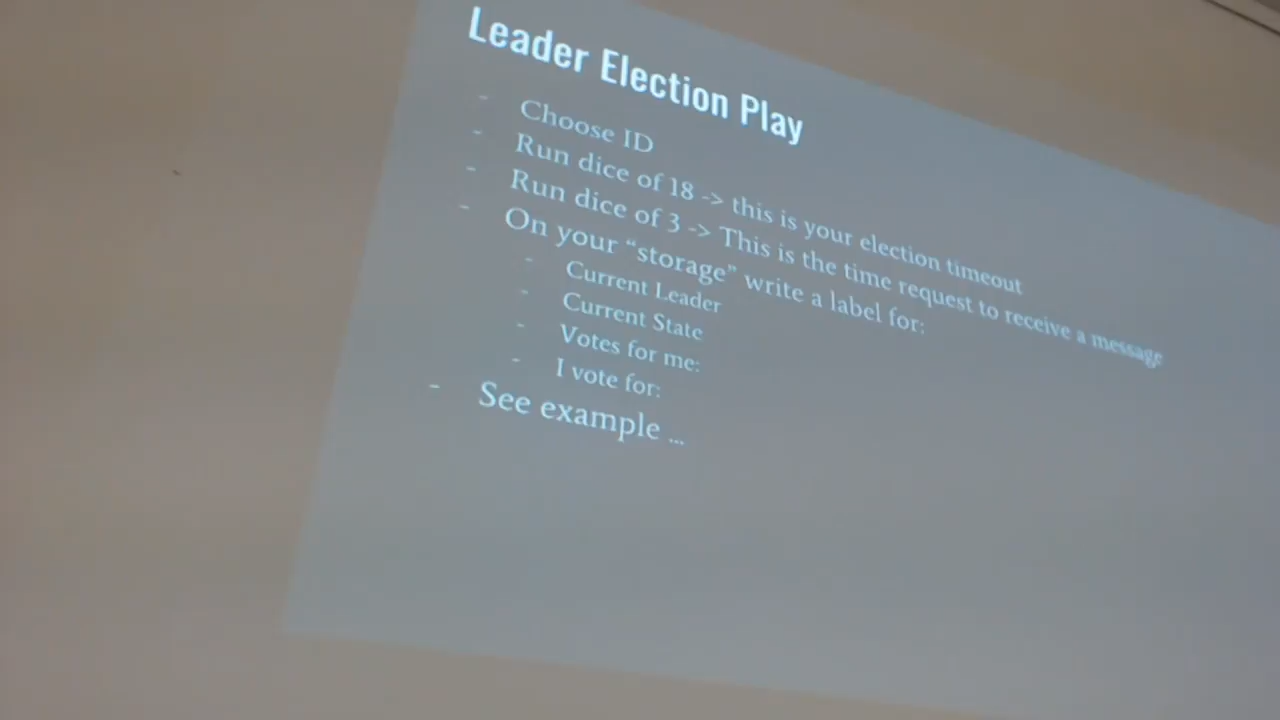 Leader Election Play
- Choose ID
- Run dice of 18 -> this is your election timeout
- Run dice of 3 -> This is the time request to receive a message
- On your “storage” write a label for:
- Current Leader
- Current State
- Votes for me:
- I vote for:
- See example ...